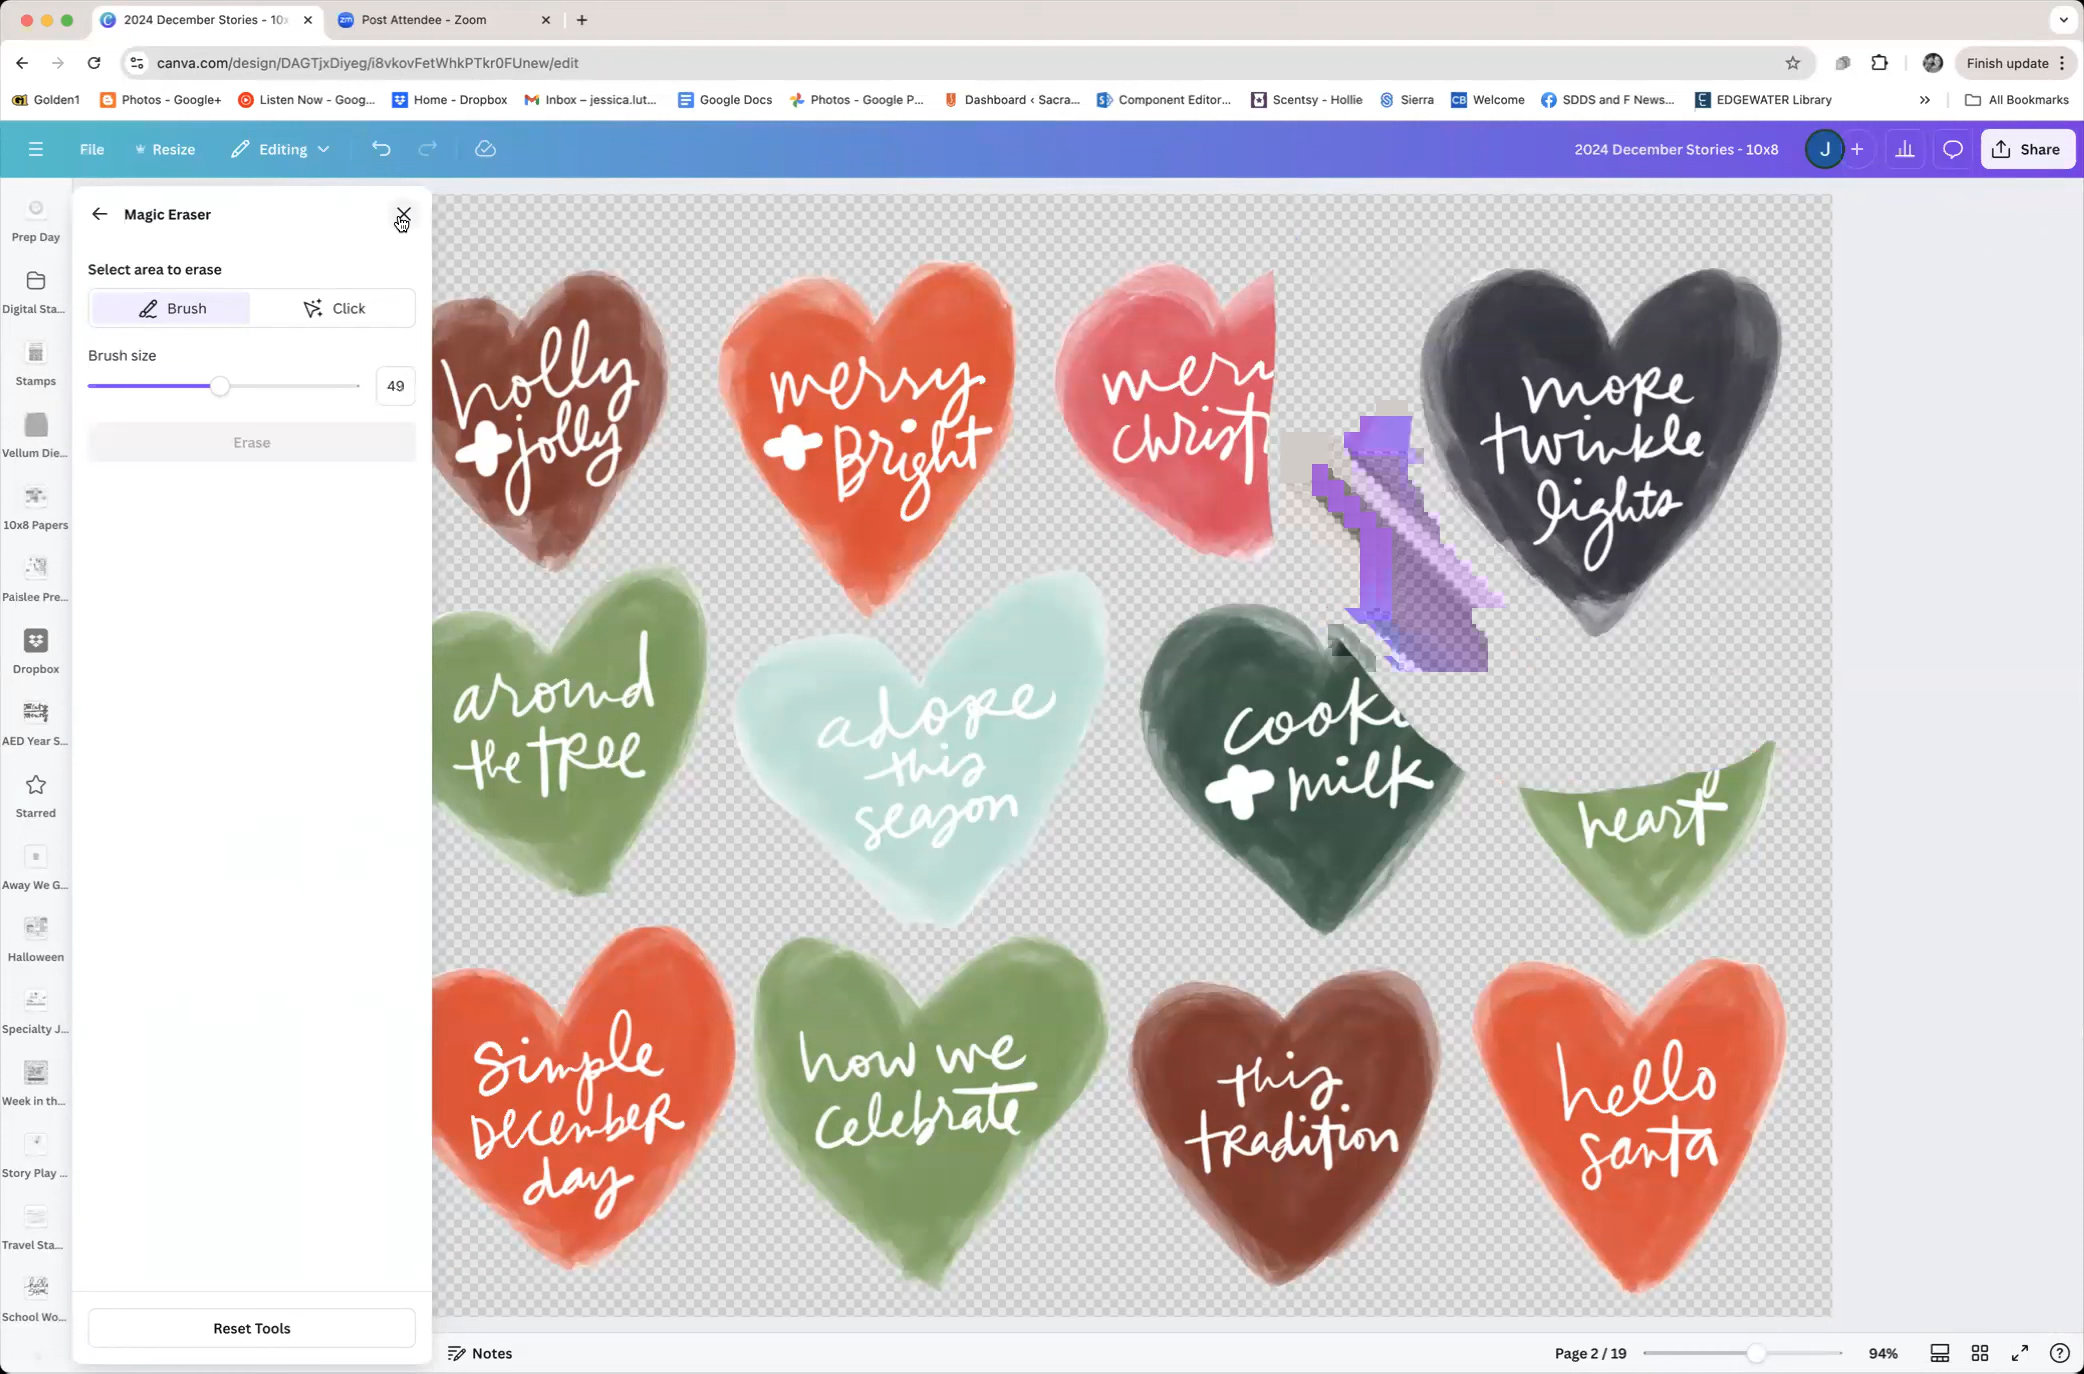 2024 December Stories - 10x
Post Attendee - Zoom
canva.com/design/DAGTjxDiyeg/i8vkovFetWhkPTkr0FUnew/edit
Finish update
Golden1
Photos - Google+
Listen Now - Goog...
Home - Dropbox
Inbox – jessica.lut...
Google Docs
Photos - Google P...
Dashboard ‹ Sacra...
Component Editor...
Scentsy - Hollie
Sierra
CB Welcome
SDDS and F News...
EDGEWATER Library
All Bookmarks
File
Resize
Editing
2024 December Stories - 10x8
J
Share
Prep Day
Digital Sta...
Stamps
Vellum Die...
10x8 Papers
Paislee Pre...
Dropbox
AED Year S...
Starred
Away We G...
Halloween
Specialty J...
Week in th...
Story Play ...
Travel Sta...
School Wo...
Magic Eraser
Select area to erase
Brush
Click
Brush size
49
Erase
Reset Tools
holly
+ jolly
merry
+ Bright
merr
christ
more
twinkle
lights
around
the tree
adore
this
season
cooki
+ milk
heart
simple
December
day
how we
celebrate
this
tradition
hello
santa
Notes
Page 2 / 19
94%